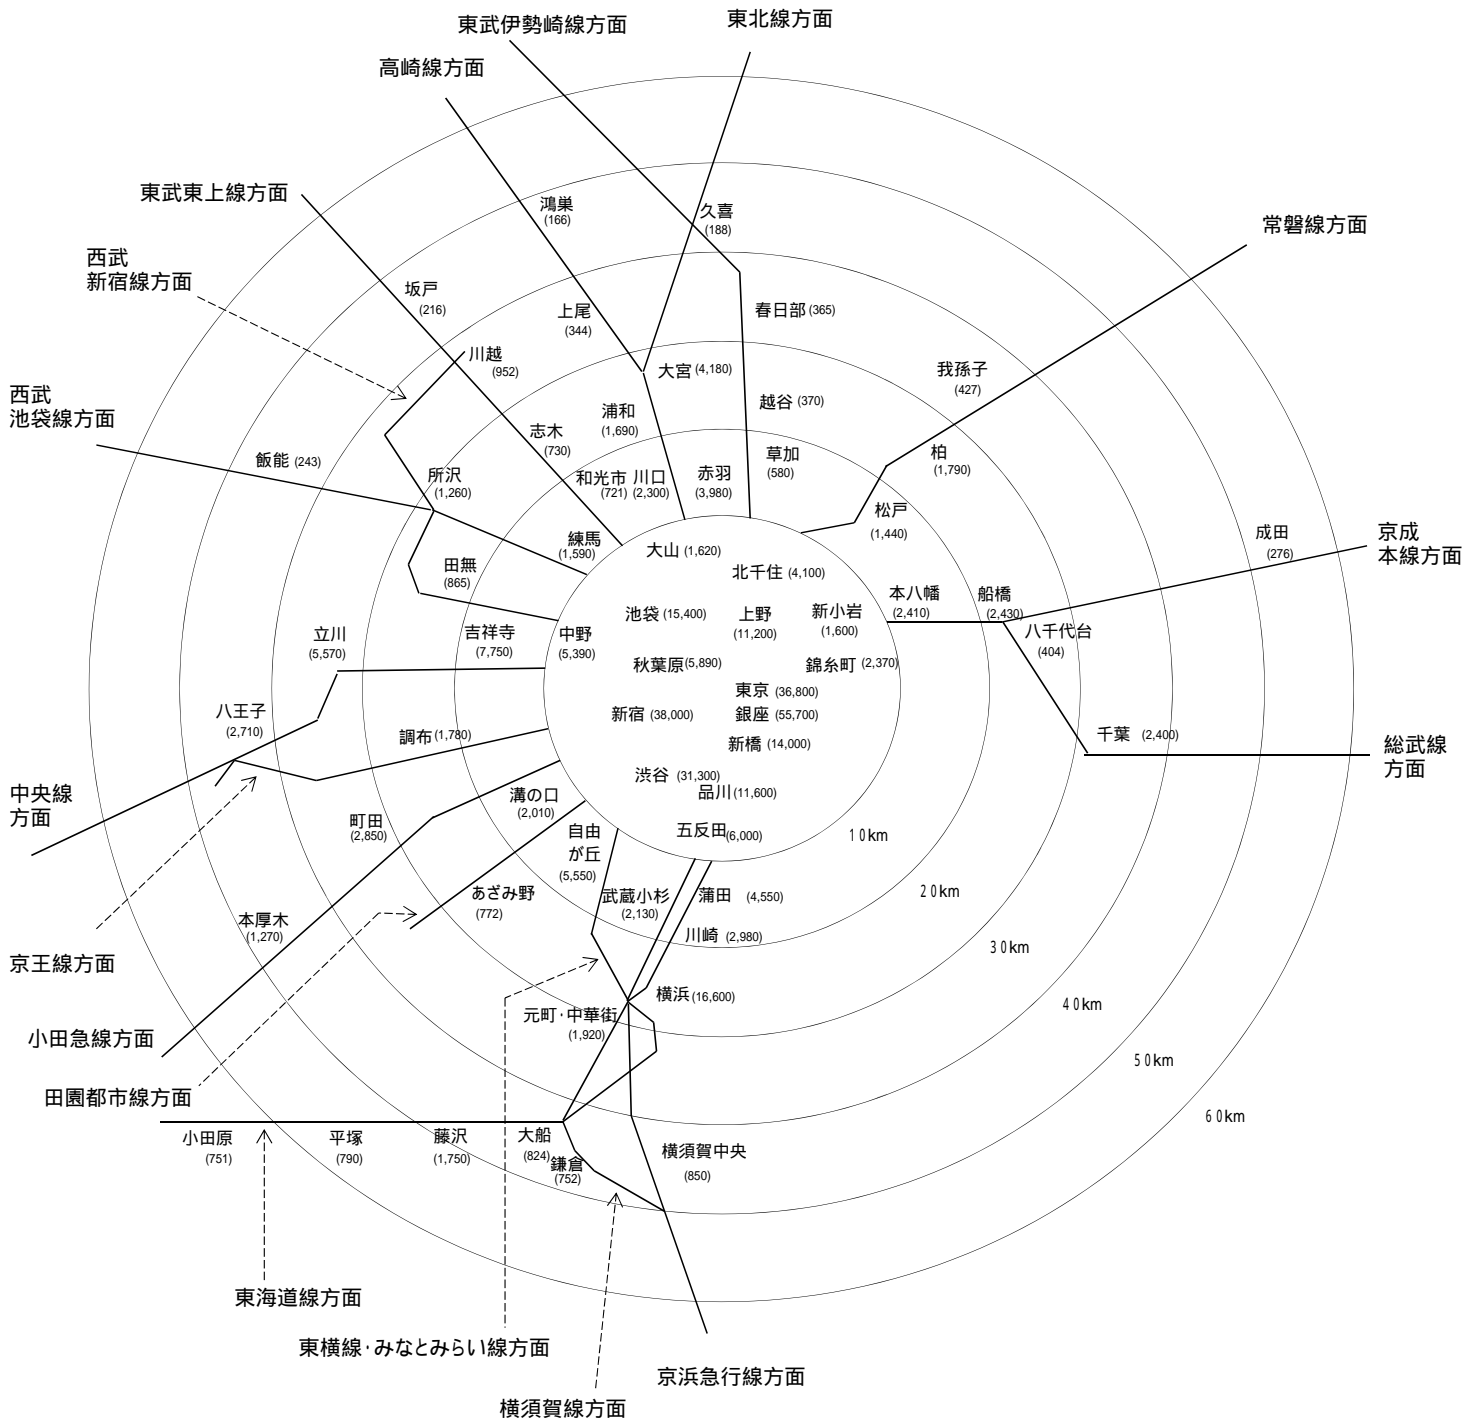 東武伊勢崎線方面
東北線方面
高崎線方面
東武東上線方面
鴻巣
(166)
久喜
(188)
常磐線方面
西武
新宿線方面
坂戸
(216)
上尾
(344)
春日部 (365)
川越
(952)
大宮 (4,180)
我孫子
(427)
西武
池袋線方面
浦和
(1,690)
越谷 (370)
志木
(730)
飯能 (243)
所沢
(1,260)
和光市
(721)
川口
(2,300)
赤羽
(3,980)
草加
(580)
柏
(1,790)
松戸
(1,440)
成田
(276)
京成
本線方面
練馬
(1,590)
大山 (1,620)
北千住 (4,100)
田無
(865)
本八幡
(2,410)
船橋
(2,430)
池袋 (15,400)
上野
(11,200)
新小岩
(1,600)
八千代台
(404)
立川
(5,570)
吉祥寺
(7,750)
中野
(5,390)
秋葉原 (5,890)
錦糸町 (2,370)
東京 (36,800)
八王子
(2,710)
新宿 (38,000)
銀座 (55,700)
調布 (1,780)
新橋 (14,000)
千葉 (2,400)
総武線
方面
渋谷 (31,300)
品川 (11,600)
中央線
方面
溝の口
(2,010)
町田
(2,850)
自由
が丘
(5,550)
五反田 (6,000)
10km
あざみ野
(772)
武蔵小杉
(2,130)
蒲田 (4,550)
20km
本厚木
(1,270)
川崎 (2,980)
30km
京王線方面
横浜 (16,600)
40km
元町・中華街
(1,920)
小田急線方面
50km
田園都市線方面
60km
小田原
(751)
平塚
(790)
藤沢
(1,750)
大船
(824)
鎌倉
(752)
横須賀中央
(850)
東海道線方面
東横線・みなとみらい線方面
京浜急行線方面
横須賀線方面